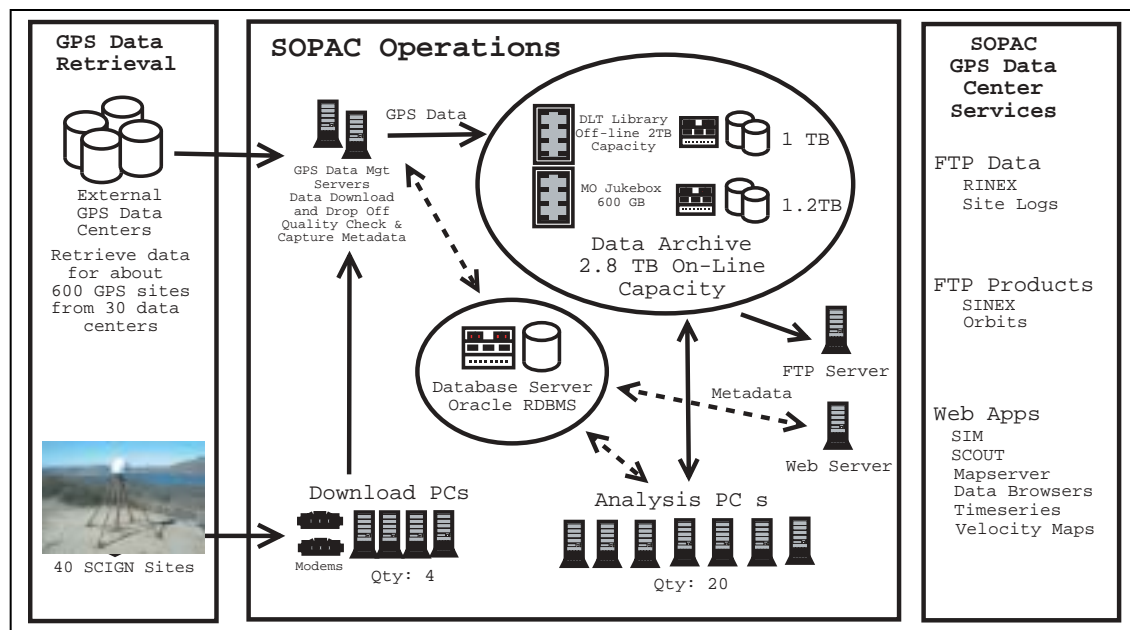 GPS Data
Retrieval
External
GPS Data
Centers
Retrieve data
for about
600 GPS sites
from 30 data
centers
40 SCIGN Sites
SOPAC Operations
GPS Data
GPS Data Mgt
Servers
Data Download
and Drop Off
Quality Check &
Capture Metadata
DLT Library
Off-line 2TB
Capacity
1 TB
MO Jukebox
600 GB
1.2TB
Data Archive
2.8 TB On-Line
Capacity
Database Server
Oracle RDBMS
FTP Server
Metadata
Web Server
Download PCs
Modems
Qty: 4
Analysis PC s
Qty: 20
SOPAC
GPS Data
Center
Services
FTP Data
RINEX
Site Logs
FTP Products
SINEX
Orbits
Web Apps
SIM
SCOUT
Mapserver
Data Browsers
Timeseries
Velocity Maps